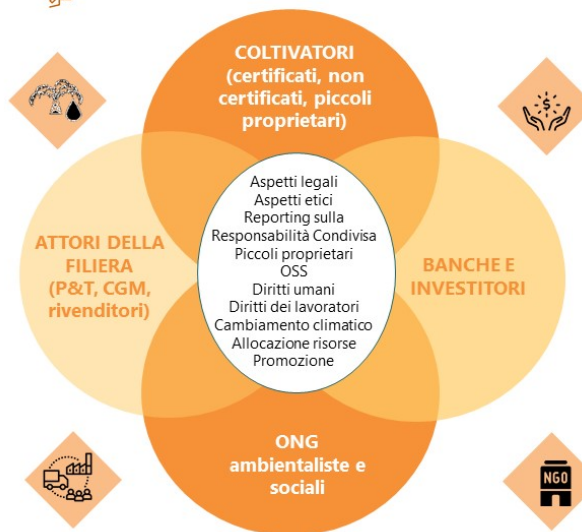 COLTIVATORI
(certificati, non
certificati, piccoli
proprietari)
$
ATTORI DELLA
FILIERA
(P&T, CGM,
rivenditori)
Aspetti legali
Aspetti etici
Reporting sulla
Responsabilità Condivisa
Piccoli proprietari
OSS
Diritti umani
Diritti dei lavoratori
Cambiamento climatico
Allocazione risorse
Promozione
BANCHE E
INVESTITORI
ONG
ambientaliste e
sociali
NGO